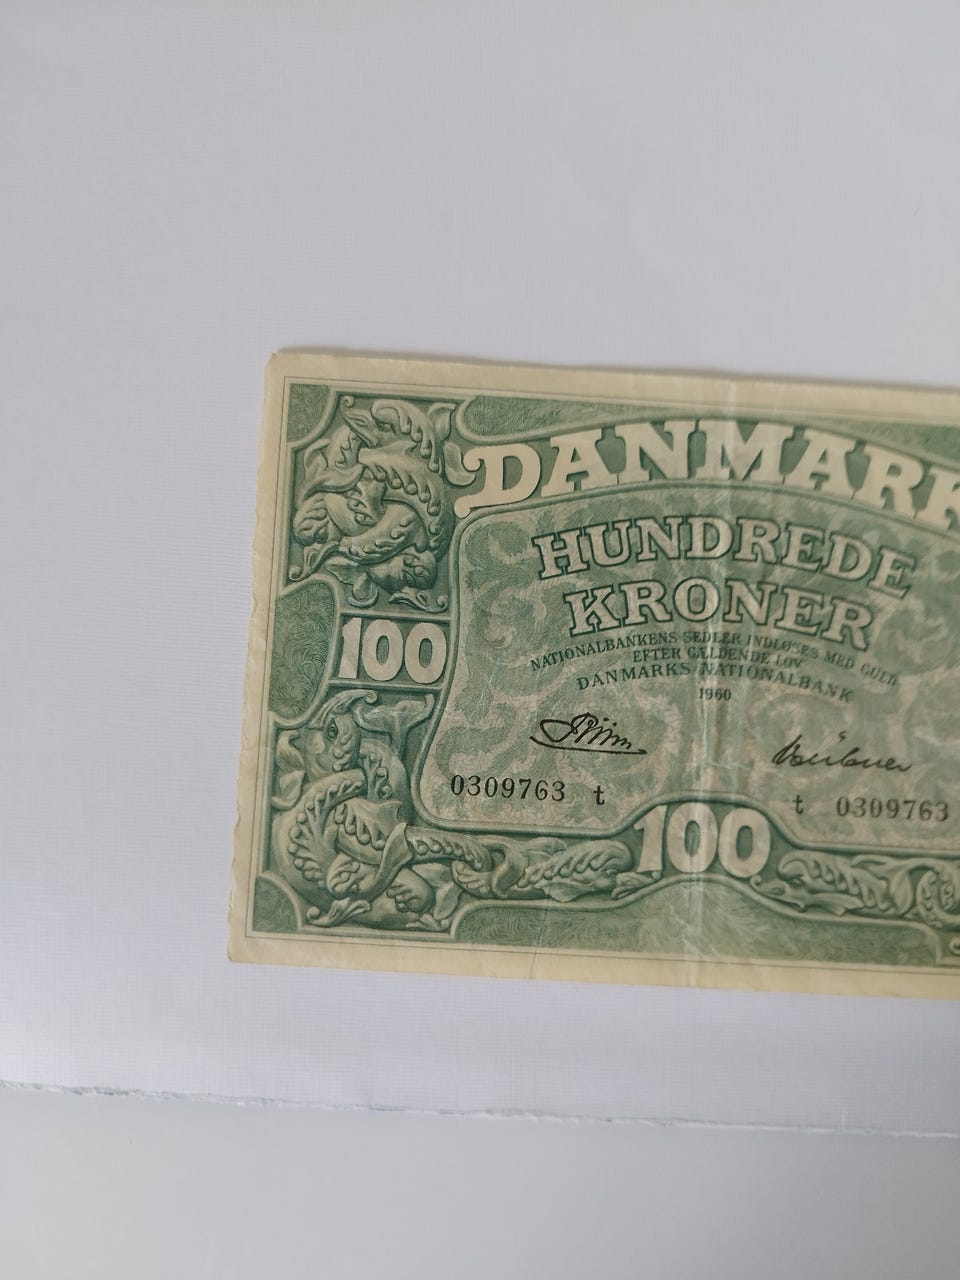 DANMARK
HUNDREDE
KRONER
100
NATIONALBANKENS SEDLER INDLØSES MED GULD
EFTER GÆLDENDE LOV
DANMARKS NATIONALBANK
1960
0309763 t
t 0309763
100